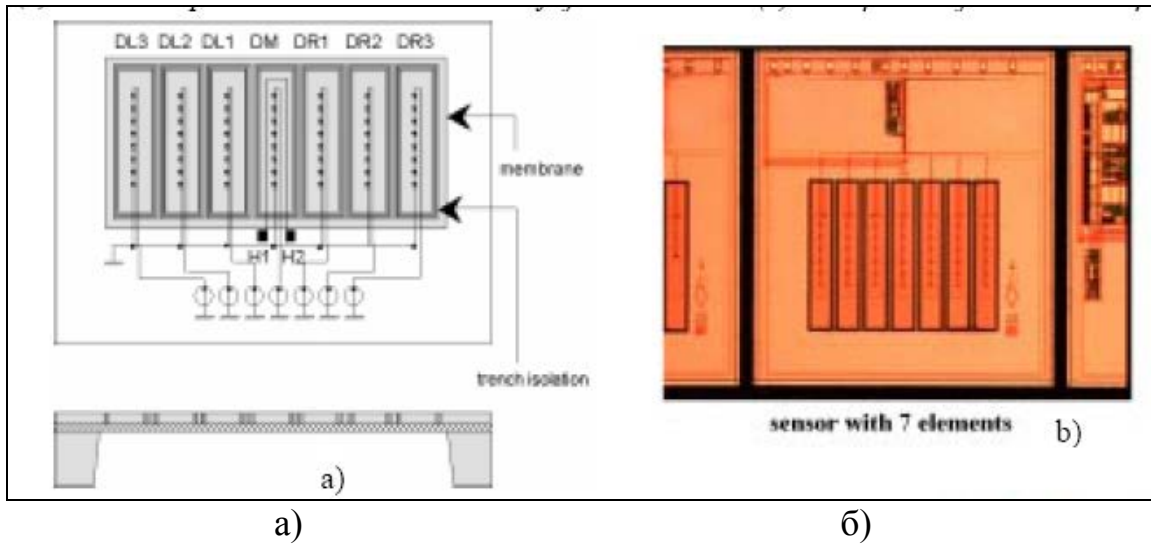 DL3 DL2 DL1 DM DR1 DR2 DR3
membrane
H1 H2
trench isolation
a)
sensor with 7 elements b)
а) б)